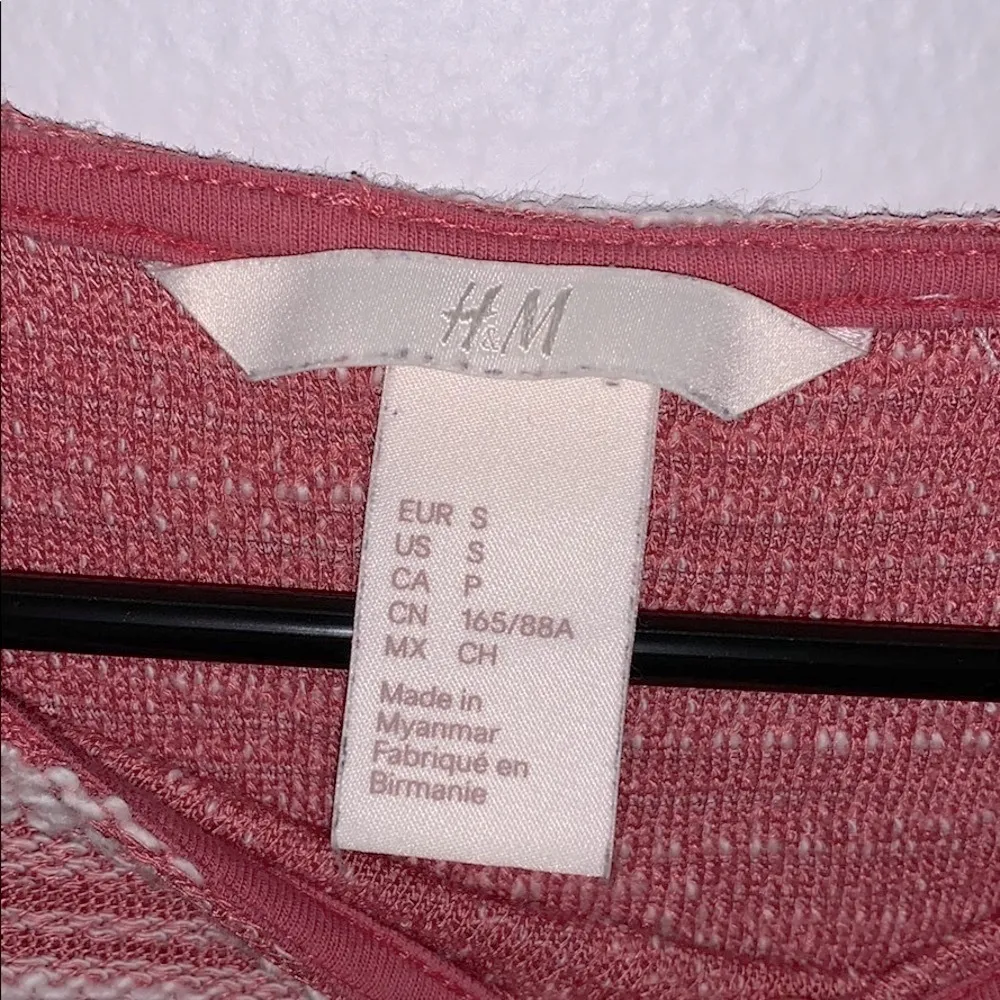 H&M
EUR S
US S
CA P
CN 165/88A
MX CH
Made in
Myanmar
Fabriqué en
Birmanie